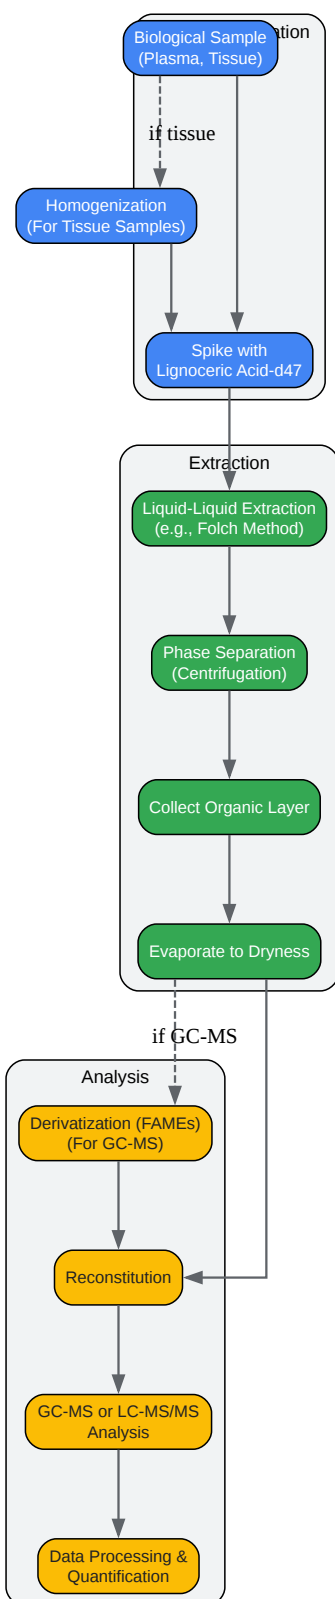 Biological Sample
(Plasma, Tissue)
if tissue
Homogenization
(For Tissue Samples)
Spike with
Lignoceric Acid-d47
Extraction
Liquid-Liquid Extraction
(e.g., Folch Method)
Phase Separation
(Centrifugation)
Collect Organic Layer
Evaporate to Dryness
if GC-MS
Analysis
Derivatization (FAMEs)
(For GC-MS)
Reconstitution
GC-MS or LC-MS/MS
Analysis
Data Processing &
Quantification